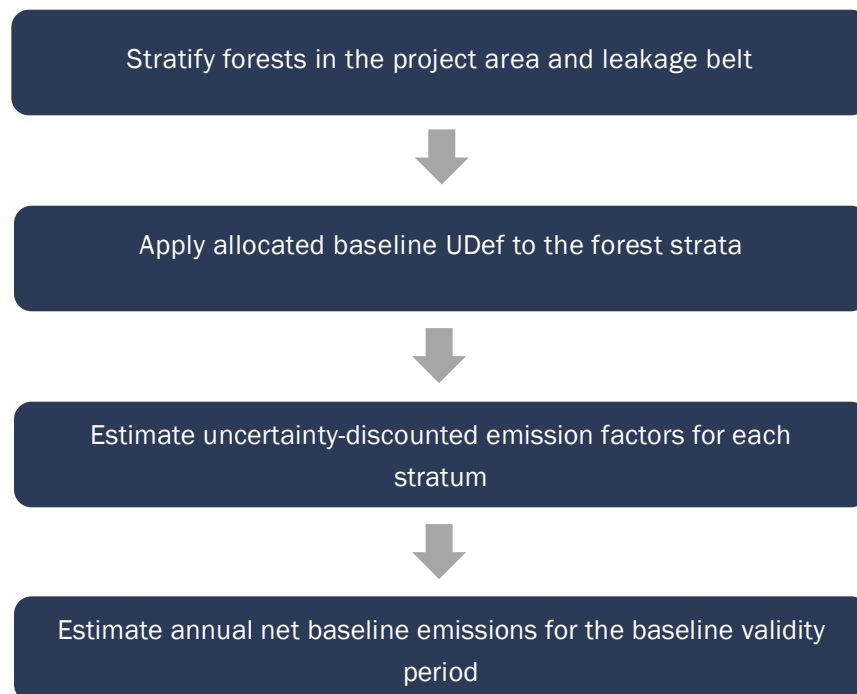 Stratify forests in the project area and leakage belt
Apply allocated baseline UDef to the forest strata
Estimate uncertainty-discounted emission factors for each
stratum
Estimate annual net baseline emissions for the baseline validity
period